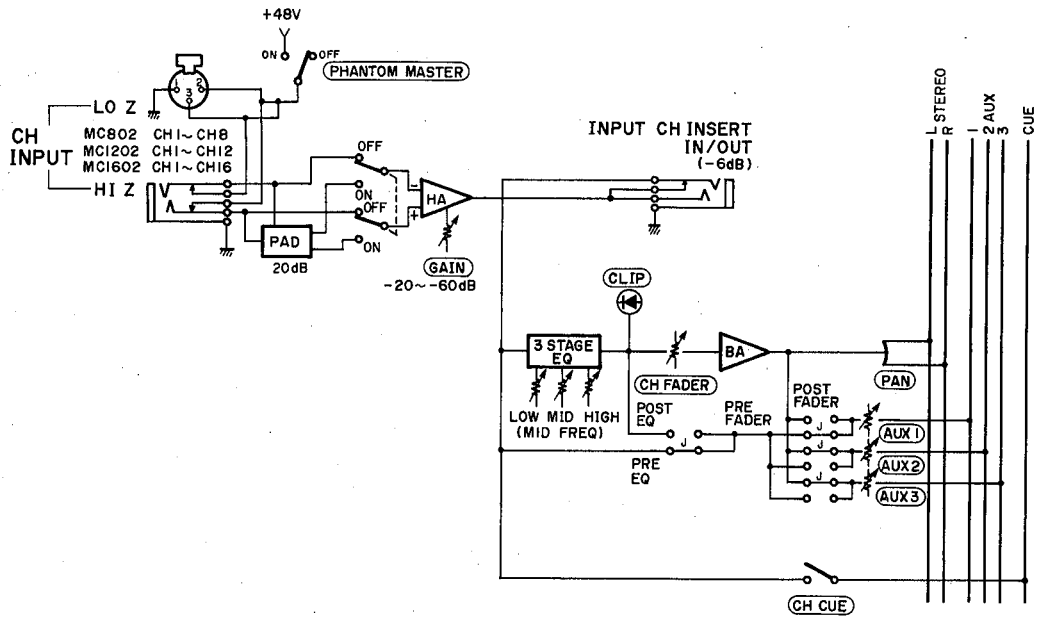 +48V
ON
OFF
PHANTOM MASTER
1
2
3
LO Z
CH
INPUT
MC802 CH1~CH8
MC1202 CH1~CH12
MC1602 CH1~CH16
HI Z
OFF
ON
OFF
ON
PAD
20dB
-
+
HA
GAIN
-20~-60dB
INPUT CH INSERT
IN/OUT
(-6dB)
L STEREO
R
1
2 AUX
3
CUE
CLIP
3 STAGE
EQ
LOW MID HIGH
(MID FREQ)
CH FADER
BA
PAN
POST
EQ
J
PRE
EQ
PRE
FADER
POST
FADER
J
J
J
AUX1
AUX2
AUX3
CH CUE